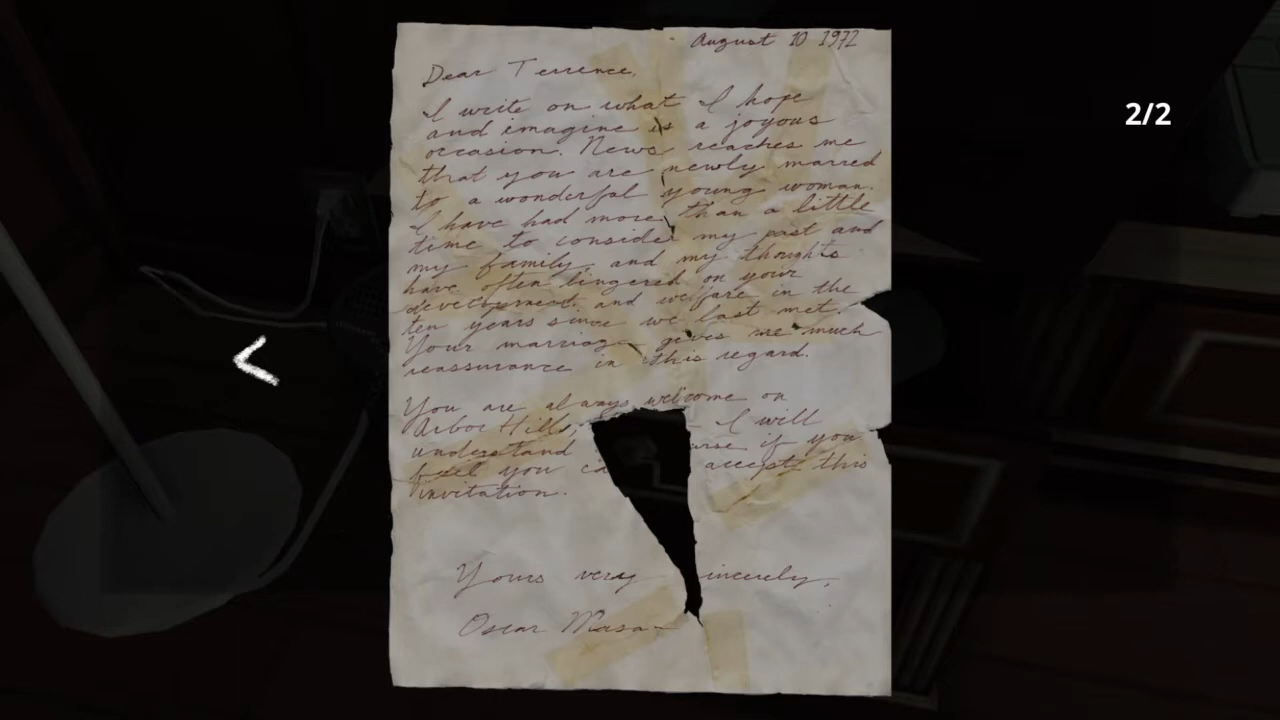 August 10 1972
2/2
Dear Terrence,
I write on what I hope
and imagine is a joyous
occasion. News reaches me
that you are newly married
to a wonderful young woman.
I have had more than a little
time to consider my past and
my family, and my thoughts
have often lingered on your
development and welfare in the
ten years since we last met.
Your marriage gives me much
reassurance in this regard.
You are always welcome on
Arbor Hills, I will
understand if you
feel you accept this
invitation.
Yours very incerely,
Oscar Masan